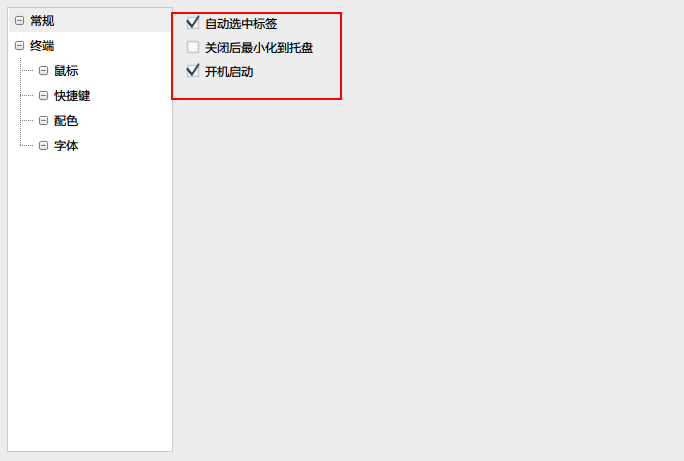 常规
终端
鼠标
快捷键
配色
字体
自动选中标签
关闭后最小化到托盘
开机启动